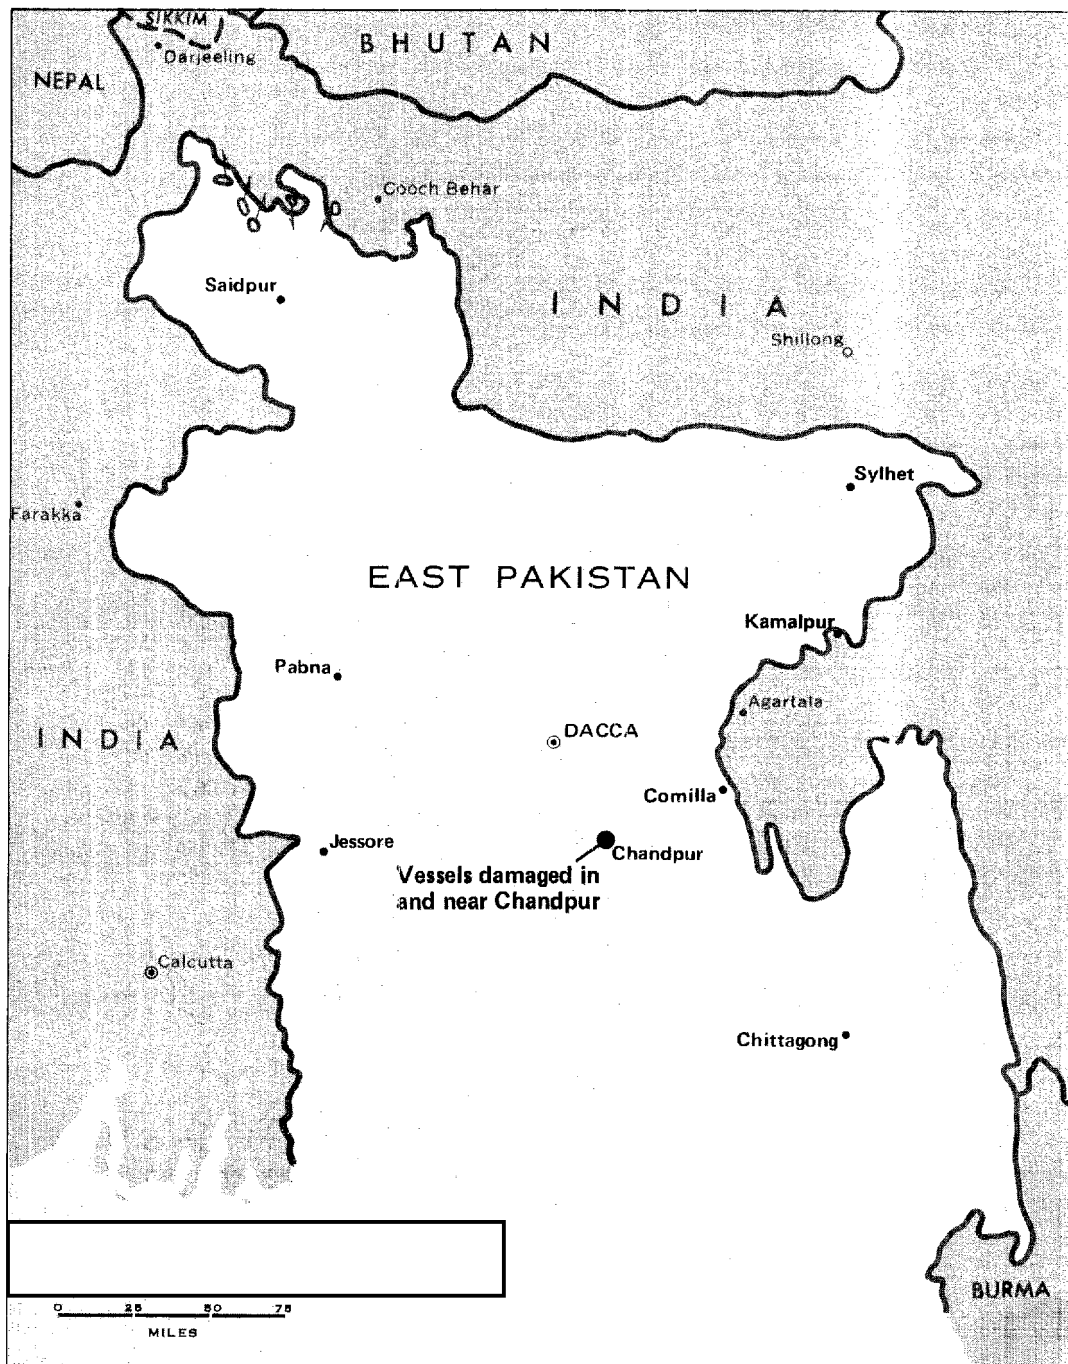 SIKKIM
BHUTAN
Darjeeling
NEPAL
Cooch Behar
Saidpur
INDIA
Shillong
Sylhet
Farakka
EAST PAKISTAN
Kamalpur
Pabna
Agartala
INDIA
DACCA
Comilla
Jessore
Chandpur
Vessels damaged in
and near Chandpur
Calcutta
Chittagong
BURMA
0 25 50 75
MILES